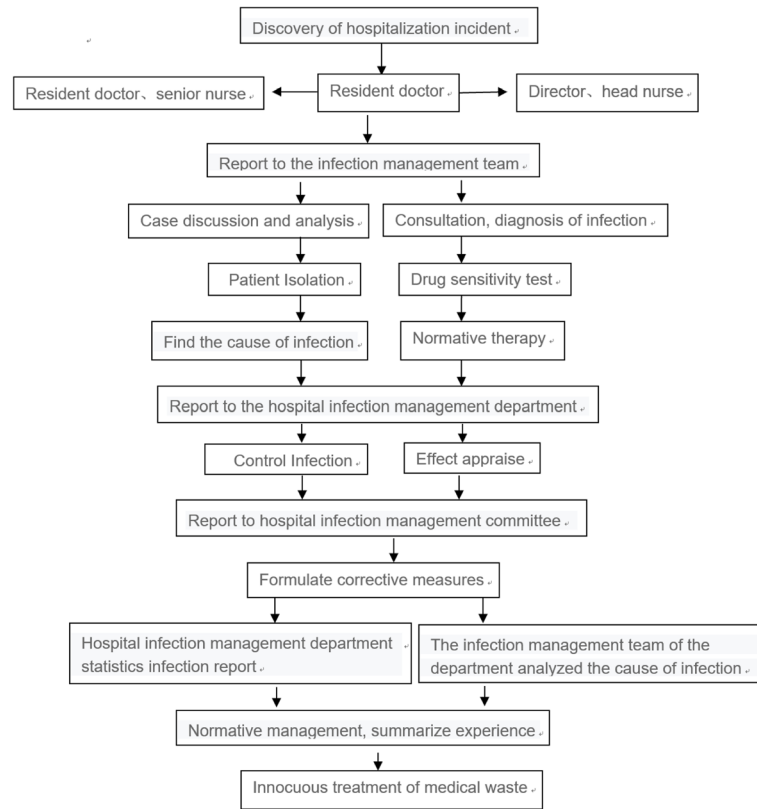 Discovery of hospitalization incident
Resident doctor、senior nurse
Resident doctor
Director、head nurse
Report to the infection management team
Case discussion and analysis
Consultation, diagnosis of infection
Patient Isolation
Drug sensitivity test
Find the cause of infection
Normative therapy
Report to the hospital infection management department
Control Infection
Effect appraise
Report to hospital infection management committee
Formulate corrective measures
Hospital infection management department
statistics infection report
The infection management team of the
department analyzed the cause of infection
Normative management, summarize experience
Innocuous treatment of medical waste